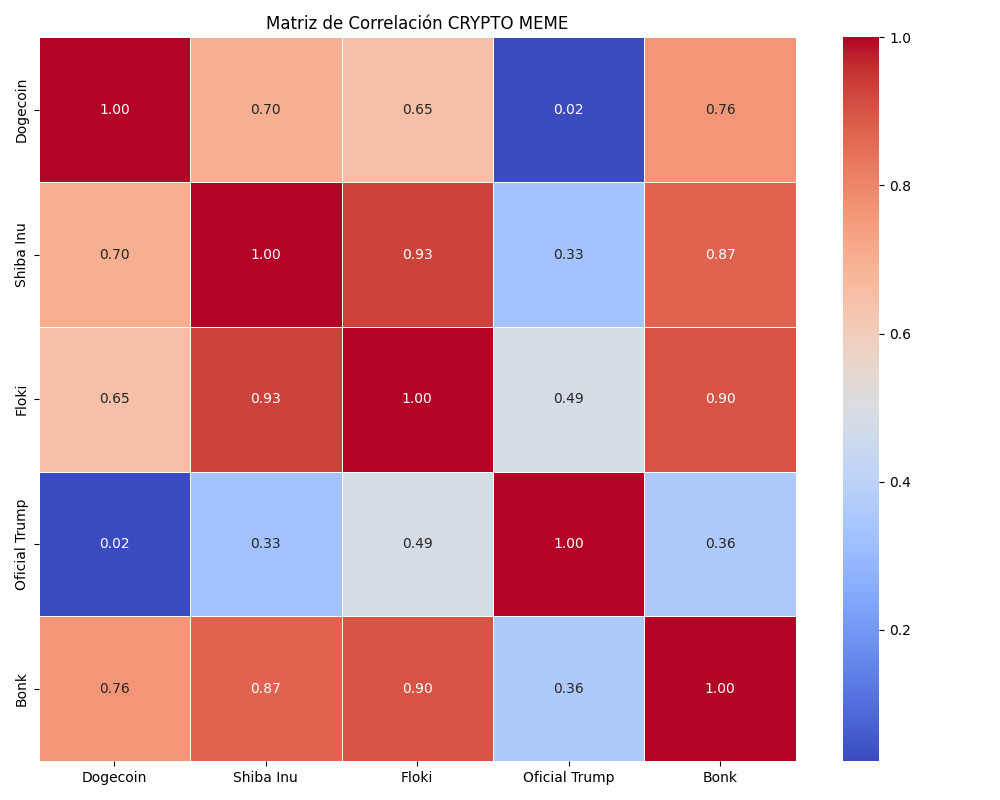 Matriz de Correlación CRYPTO MEME
Dogecoin 1.00 0.70 0.65 0.02 0.76
Shiba Inu 0.70 1.00 0.93 0.33 0.87
Floki 0.65 0.93 1.00 0.49 0.90
Oficial Trump 0.02 0.33 0.49 1.00 0.36
Bonk 0.76 0.87 0.90 0.36 1.00
Dogecoin Shiba Inu Floki Oficial Trump Bonk
1.0
0.8
0.6
0.4
0.2